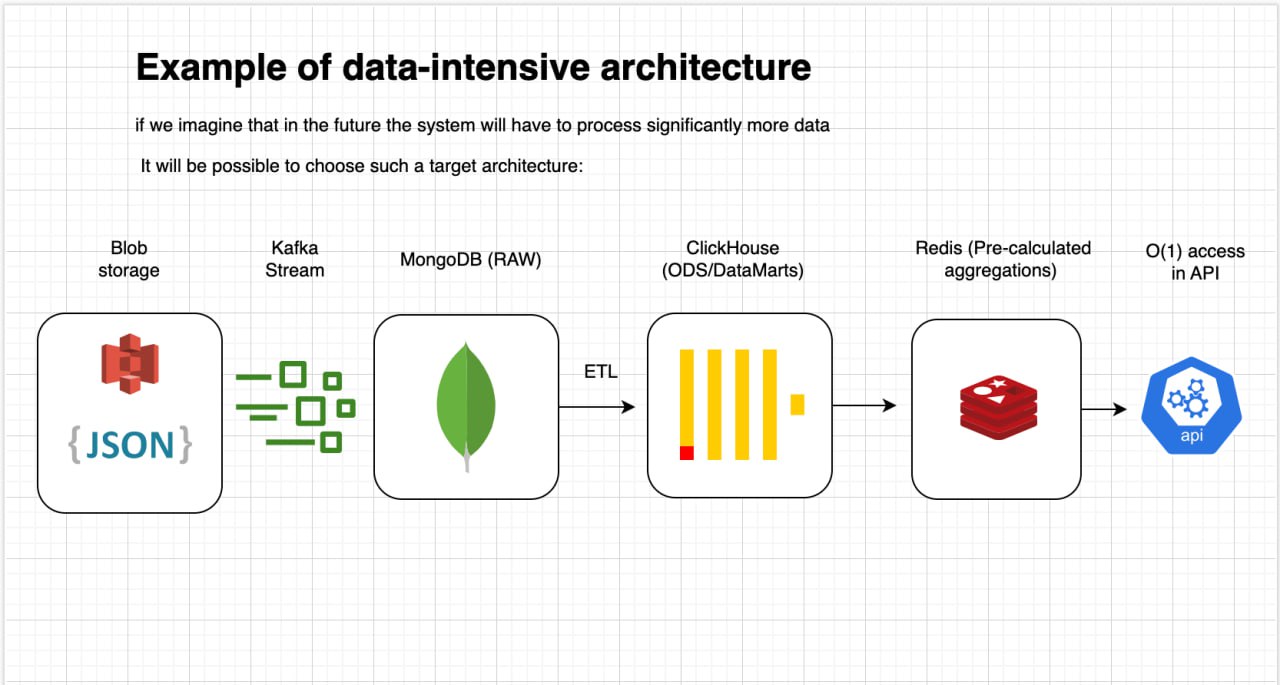 Example of data-intensive architecture
if we imagine that in the future the system will have to process significantly more data
It will be possible to choose such a target architecture:
Blob
storage
Kafka
Stream
MongoDB (RAW)
ClickHouse
(ODS/DataMarts)
Redis (Pre-calculated
aggregations)
O(1) access
in API
{JSON}
ETL
api